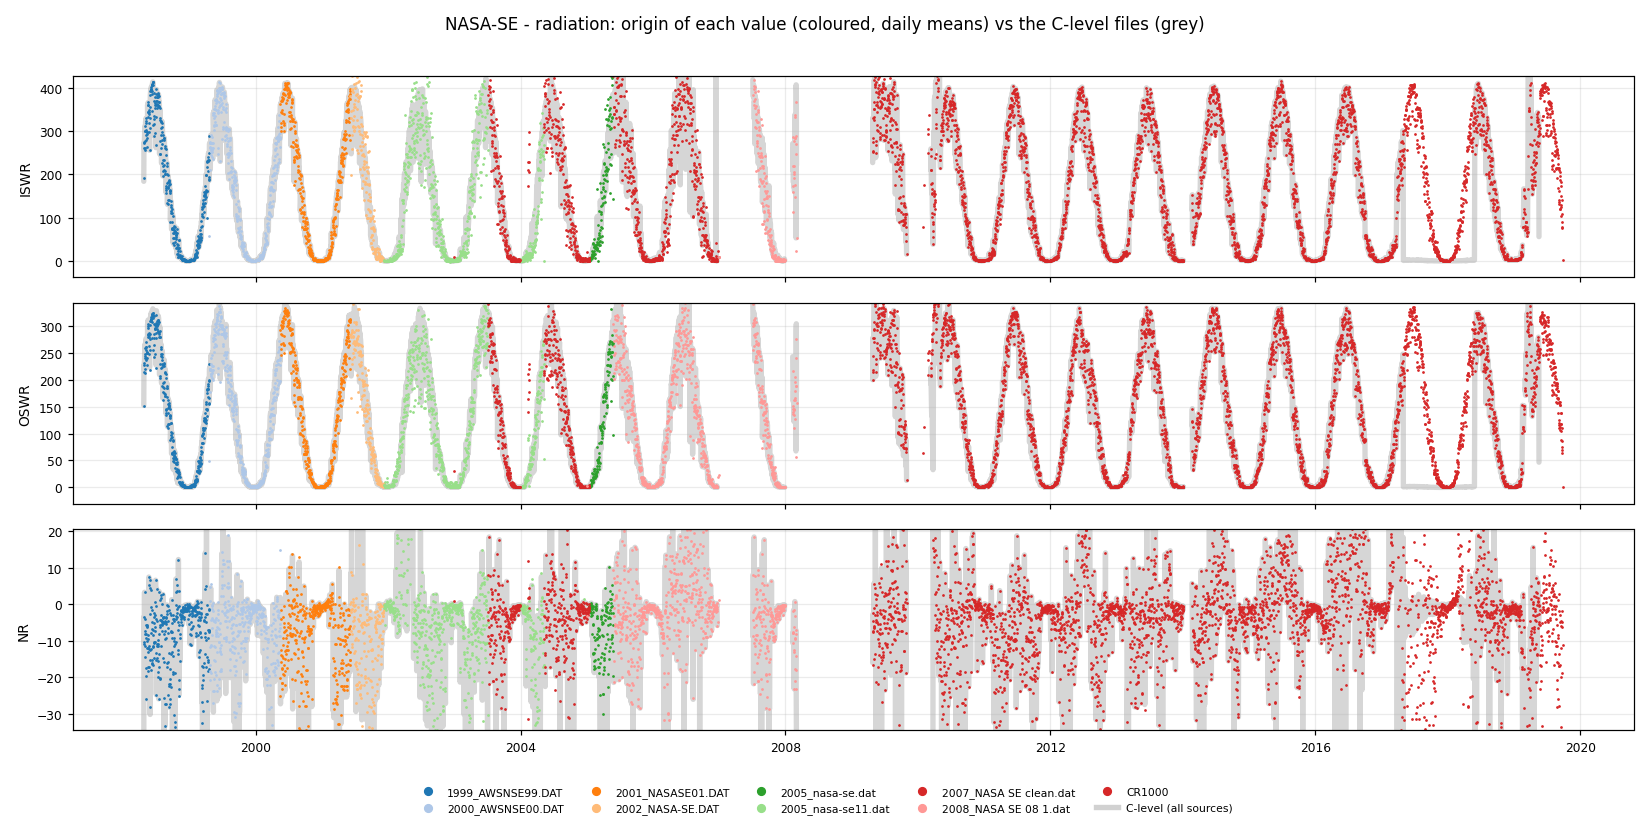 NASA-SE - radiation: origin of each value (coloured, daily means) vs the C-level files (grey)
ISWR
400
300
200
100
0
OSWR
300
250
200
150
100
50
0
NR
20
10
0
−10
−20
−30
2000
2004
2008
2012
2016
2020
1999_AWSNSE99.DAT
2000_AWSNSE00.DAT
2001_NASASE01.DAT
2002_NASA-SE.DAT
2005_nasa-se.dat
2005_nasa-se11.dat
2007_NASA SE clean.dat
2008_NASA SE 08 1.dat
CR1000
C-level (all sources)